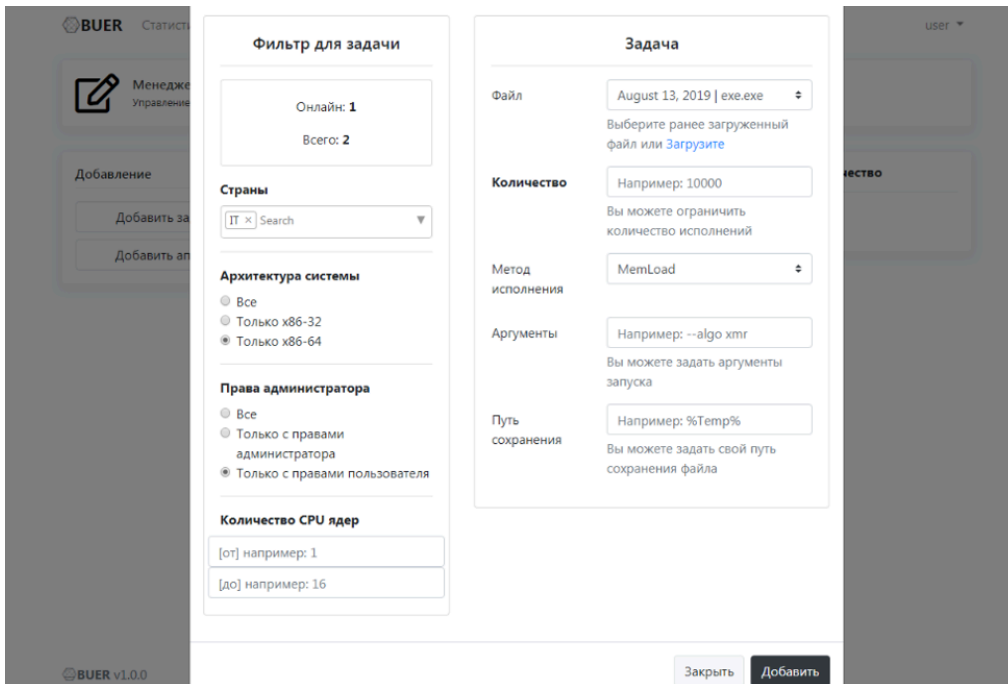 BUER Статист
user
Менедже
Управление
Добавление
Добавить за
Добавить ап
Фильтр для задачи
Онлайн: 1
Всего: 2
Страны
IT × Search
Архитектура системы
Все
Только x86-32
Только x86-64
Права администратора
Все
Только с правами
администратора
Только с правами пользователя
Количество CPU ядер
[от] например: 1
[до] например: 16
Задача
Файл
August 13, 2019 | exe.exe
Выберите ранее загруженный
файл или Загрузите
Количество
Например: 10000
Вы можете ограничить
количество исполнений
Метод
исполнения
MemLoad
Аргументы
Например: --algo xmr
Вы можете задать аргументы
запуска
Путь
сохранения
Например: %Temp%
Вы можете задать свой путь
сохранения файла
чество
Закрыть
Добавить
BUER v1.0.0